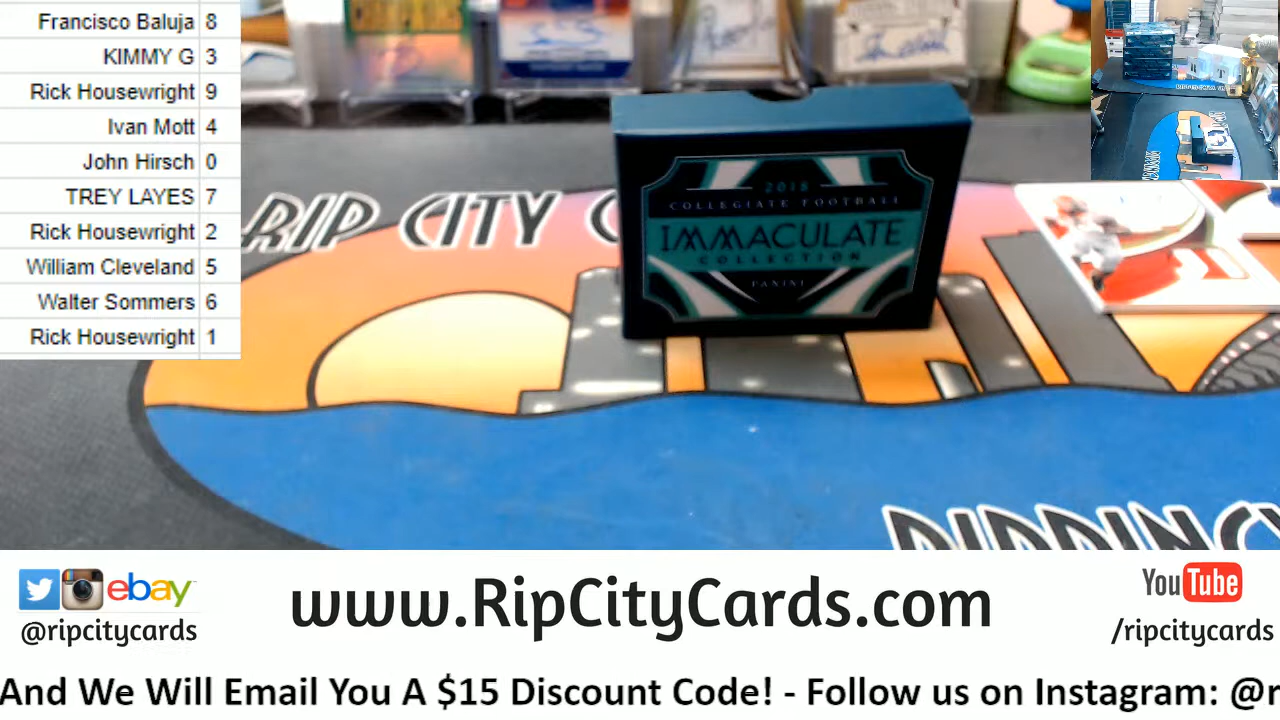 Francisco Baluja 8
KIMMY G 3
Rick Housewright 9
Ivan Mott 4
John Hirsch 0
TREY LAYES 7
Rick Housewright 2
William Cleveland 5
Walter Sommers 6
Rick Housewright 1
RIP CITY C
2018
COLLEGIATE FOOTBALL
IMMACULATE
COLLECTION
PANINI
ebay
@ripcitycards
www.RipCityCards.com
YouTube
/ripcitycards
And We Will Email You A $15 Discount Code! - Follow us on Instagram: @r